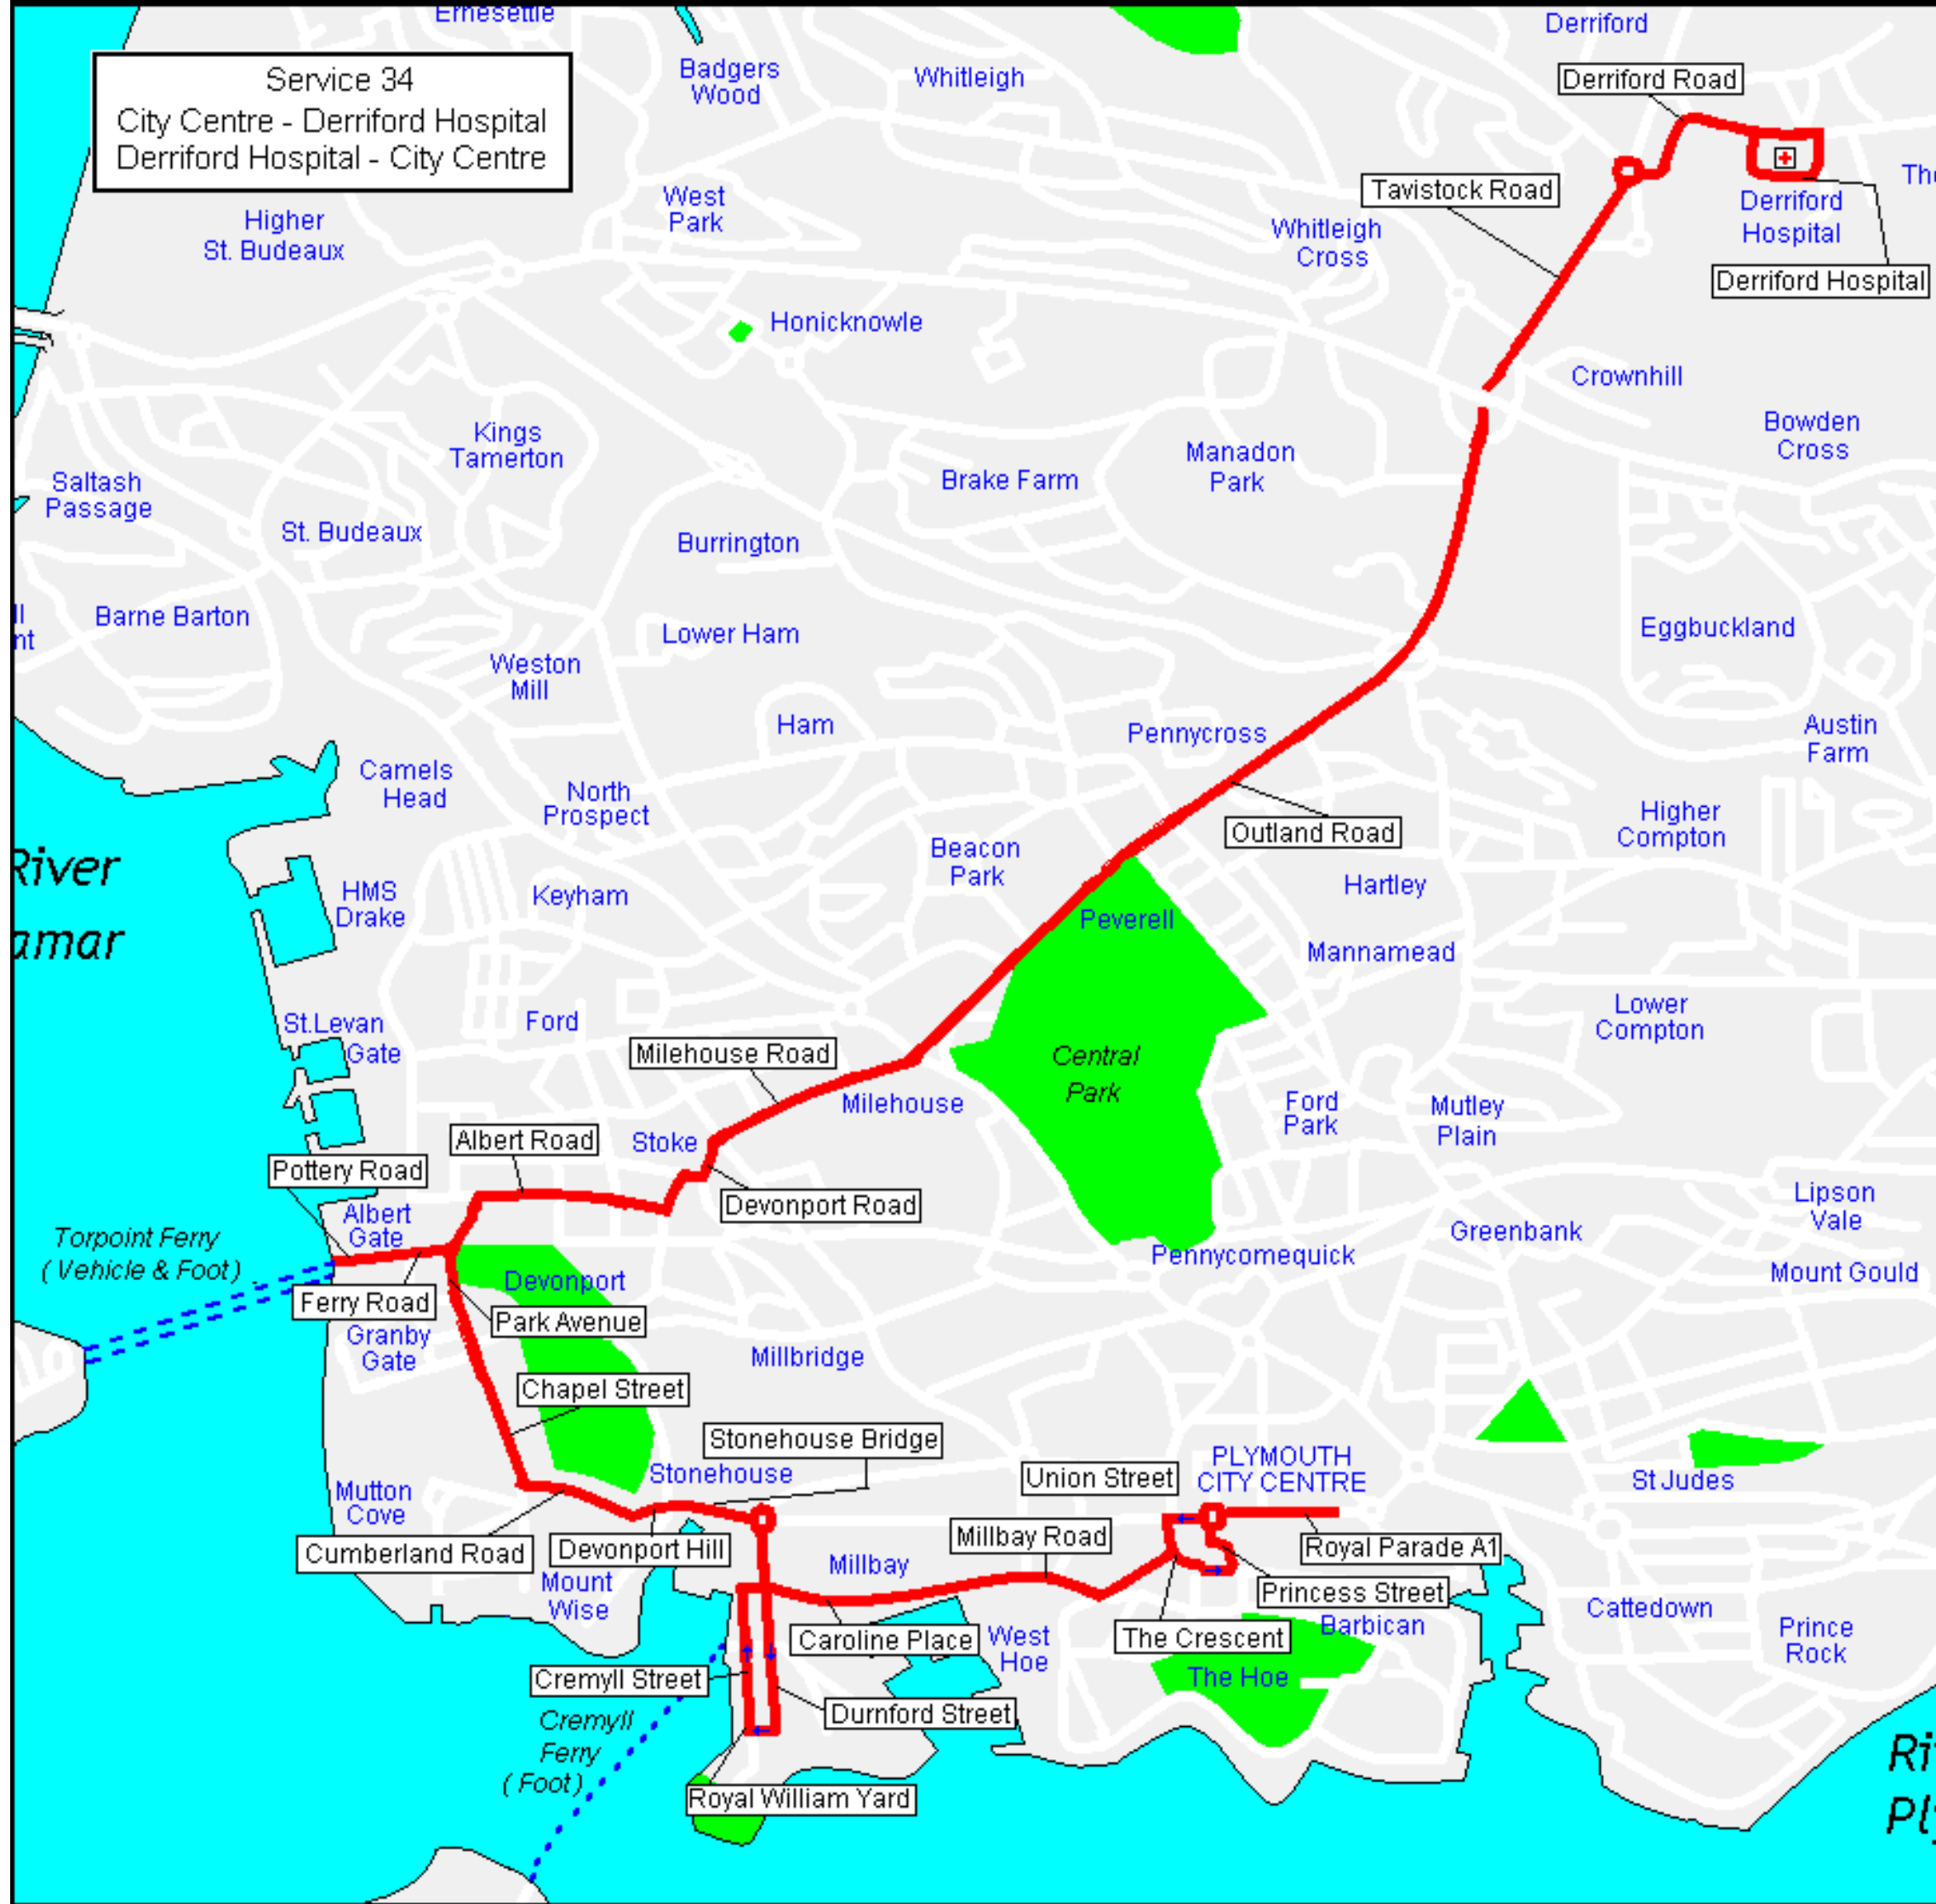 Ernesettle
Derriford
Service 34
City Centre - Derriford Hospital
Derriford Hospital - City Centre
Badgers
Wood
Whitleigh
Derriford Road
Tavistock Road
West
Park
Higher
St. Budeaux
Whitleigh
Cross
Derriford
Hospital
Derriford Hospital
Honicknowle
Crownhill
Kings
Tamerton
Manadon
Park
Bowden
Cross
Saltash
Passage
Brake Farm
St. Budeaux
Burrington
Barne Barton
Lower Ham
Eggbuckland
Weston
Mill
Ham
Pennycross
Austin
Farm
Camels
Head
North
Prospect
Outland Road
Higher
Compton
River
amar
Beacon
Park
HMS
Drake
Keyham
Hartley
Peverell
Mannamead
St.Levan
Gate
Ford
Lower
Compton
Milehouse Road
Central
Park
Milehouse
Ford
Park
Mutley
Plain
Albert Road
Stoke
Pottery Road
Devonport Road
Albert
Gate
Lipson
Vale
Torpoint Ferry
( Vehicle & Foot )
Greenbank
Pennycomequick
Mount Gould
Ferry Road
Devonport
Park Avenue
Granby
Gate
Millbridge
Chapel Street
Stonehouse Bridge
Stonehouse
Union Street
PLYMOUTH
CITY CENTRE
St Judes
Mutton
Cove
Cumberland Road
Devonport Hill
Millbay Road
Royal Parade A1
Millbay
Mount
Wise
Princess Street
Cattedown
Caroline Place
West
Hoe
The Crescent
Barbican
Prince
Rock
Cremyll Street
The Hoe
Durnford Street
Cremyll
Ferry
( Foot )
Royal William Yard